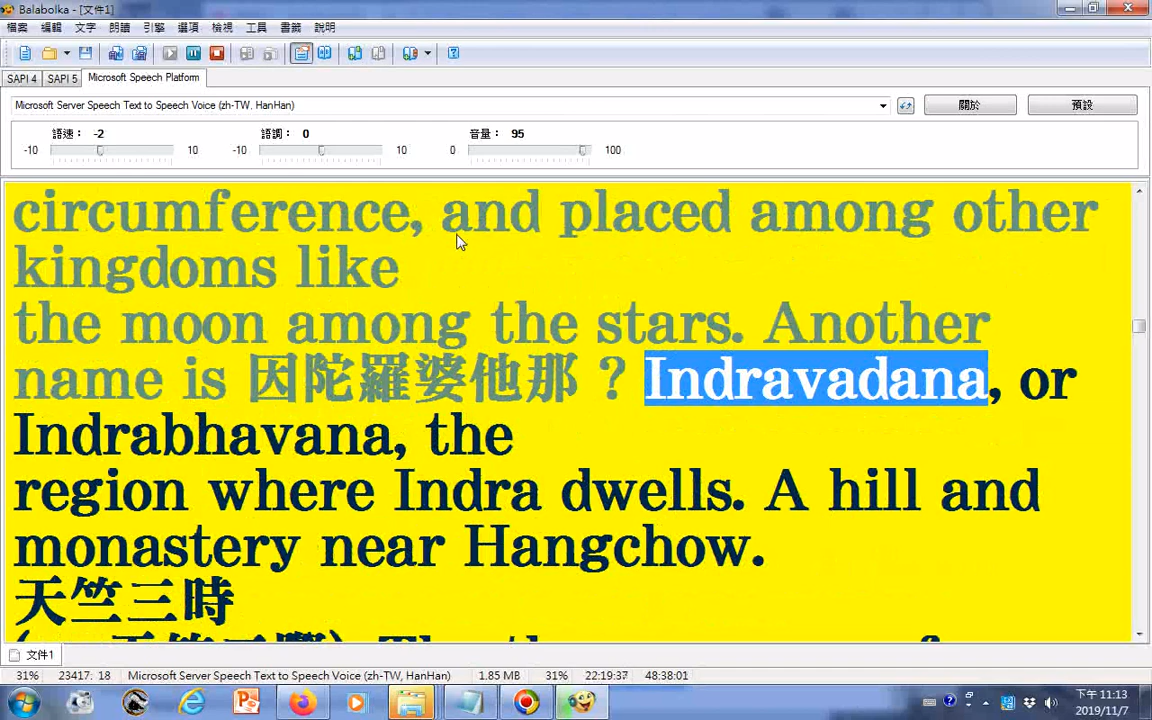 Balabolka - [文件1]
檔案 編輯 文字 朗讀 引擎 選項 檢視 工具 書籤 說明
SAPI 4 SAPI 5 Microsoft Speech Platform
Microsoft Server Speech Text to Speech Voice (zh-TW, HanHan) 關於 預設
語速： -2 語調： 0 音量： 95
-10 10 -10 10 0 100
circumference, and placed among other
kingdoms like
the moon among the stars. Another
name is 因陀羅婆他那 ? Indravadana, or
Indrabhavana, the
region where Indra dwells. A hill and
monastery near Hangchow.
天竺三時
文件1
31% 23417: 18 Microsoft Server Speech Text to Speech Voice (zh-TW, HanHan) 1.85 MB 31% 22:19:37 48:38:01
下午 11:13
2019/11/7